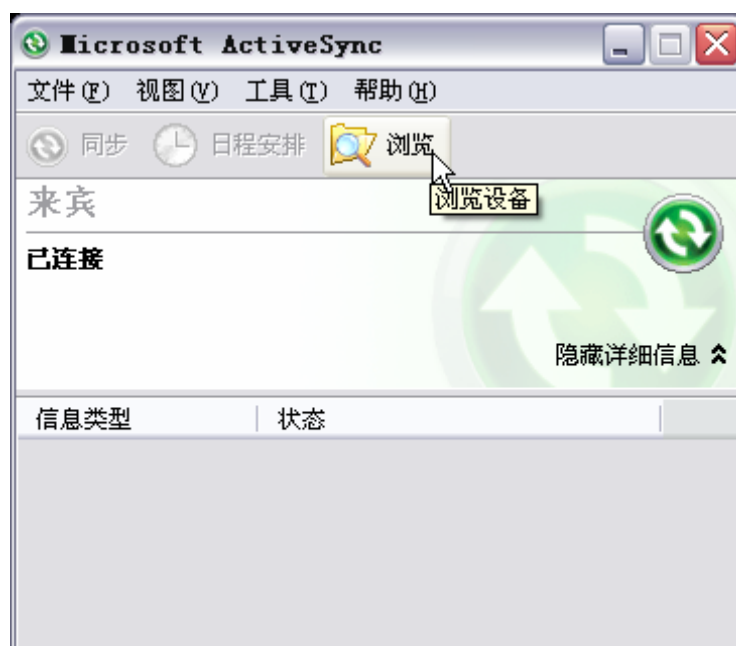 Microsoft ActiveSync
文件(F) 视图(V) 工具(T) 帮助(H)
同步 日程安排 浏览
浏览设备
来宾
已连接
隐藏详细信息
信息类型 状态